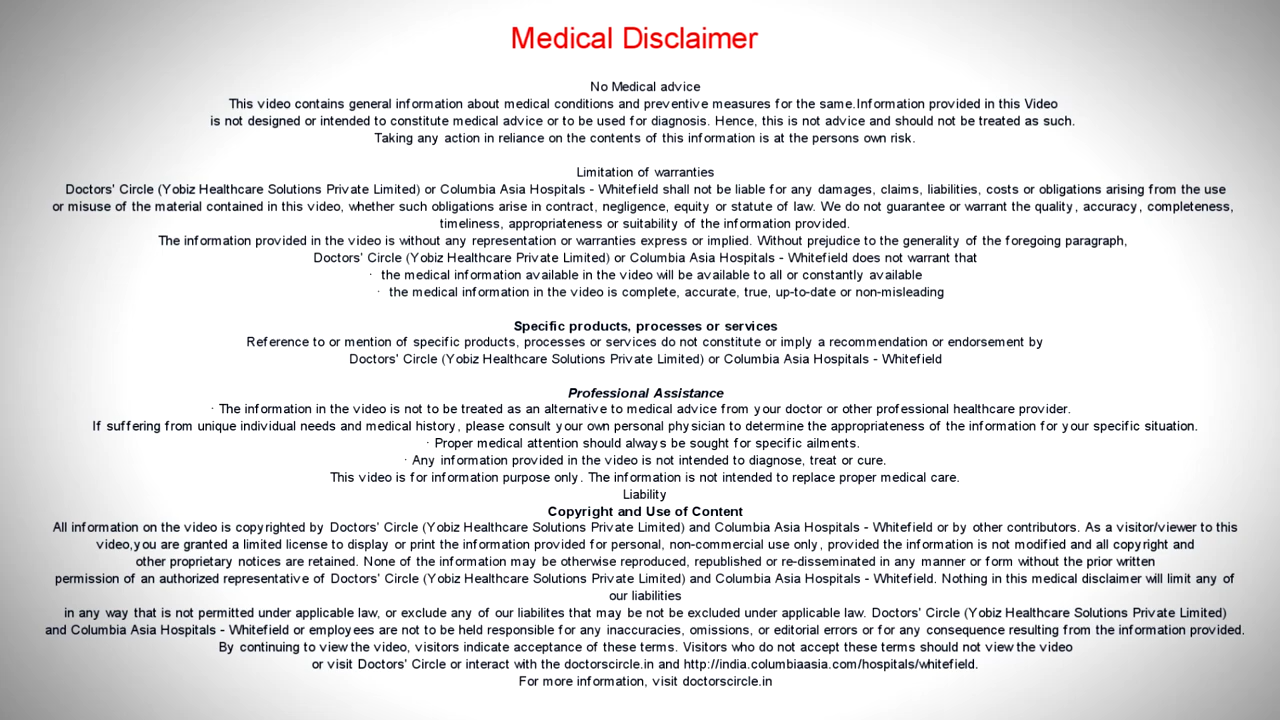 Medical Disclaimer
No Medical advice
This video contains general information about medical conditions and preventive measures for the same.Information provided in this Video
is not designed or intended to constitute medical advice or to be used for diagnosis. Hence, this is not advice and should not be treated as such.
Taking any action in reliance on the contents of this information is at the persons own risk.
Limitation of warranties
Doctors' Circle (Yobiz Healthcare Solutions Private Limited) or Columbia Asia Hospitals - Whitefield shall not be liable for any damages, claims, liabilities, costs or obligations arising from the use
or misuse of the material contained in this video, whether such obligations arise in contract, negligence, equity or statute of law. We do not guarantee or warrant the quality, accuracy, completeness,
timeliness, appropriateness or suitability of the information provided.
The information provided in the video is without any representation or warranties express or implied. Without prejudice to the generality of the foregoing paragraph,
Doctors' Circle (Yobiz Healthcare Private Limited) or Columbia Asia Hospitals - Whitefield does not warrant that
· the medical information available in the video will be available to all or constantly available
· the medical information in the video is complete, accurate, true, up-to-date or non-misleading
Specific products, processes or services
Reference to or mention of specific products, processes or services do not constitute or imply a recommendation or endorsement by
Doctors' Circle (Yobiz Healthcare Solutions Private Limited) or Columbia Asia Hospitals - Whitefield
Professional Assistance
· The information in the video is not to be treated as an alternative to medical advice from your doctor or other professional healthcare provider.
If suffering from unique individual needs and medical history, please consult your own personal physician to determine the appropriateness of the information for your specific situation.
· Proper medical attention should always be sought for specific ailments.
· Any information provided in the video is not intended to diagnose, treat or cure.
This video is for information purpose only. The information is not intended to replace proper medical care.
Liability
Copyright and Use of Content
All information on the video is copyrighted by Doctors' Circle (Yobiz Healthcare Solutions Private Limited) and Columbia Asia Hospitals - Whitefield or by other contributors. As a visitor/viewer to this
video,you are granted a limited license to display or print the information provided for personal, non-commercial use only, provided the information is not modified and all copyright and
other proprietary notices are retained. None of the information may be otherwise reproduced, republished or re-disseminated in any manner or form without the prior written
permission of an authorized representative of Doctors' Circle (Yobiz Healthcare Solutions Private Limited) and Columbia Asia Hospitals - Whitefield. Nothing in this medical disclaimer will limit any of
our liabilities
in any way that is not permitted under applicable law, or exclude any of our liabilites that may be not be excluded under applicable law. Doctors' Circle (Yobiz Healthcare Solutions Private Limited)
and Columbia Asia Hospitals - Whitefield or employees are not to be held responsible for any inaccuracies, omissions, or editorial errors or for any consequence resulting from the information provided.
By continuing to view the video, visitors indicate acceptance of these terms. Visitors who do not accept these terms should not view the video
or visit Doctors' Circle or interact with the doctorscircle.in and http://india.columbiaasia.com/hospitals/whitefield.
For more information, visit doctorscircle.in